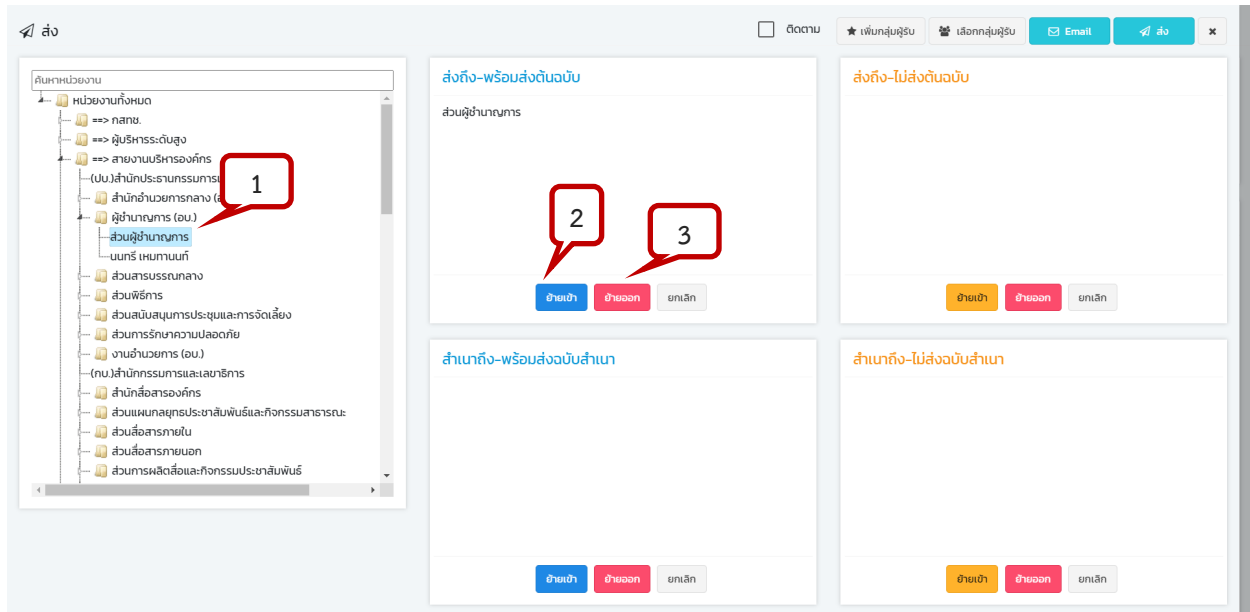 ส่ง
ติดตาม
เพิ่มกลุ่มผู้รับ
เลือกกลุ่มผู้รับ
Email
ส่ง
×
ค้นหาหน่วยงาน
หน่วยงานทั้งหมด
==> กสทช.
==> ผู้บริหารระดับสูง
==> สายงานบริหารองค์กร
(ปบ.)สำนักประธานกรรมการ
สำนักอำนวยการกลาง
ผู้ชำนาญการ (อบ.)
ส่วนผู้ชำนาญการ
นนทรี เหมทานนท์
ส่วนสารบรรณกลาง
ส่วนพิธีการ
ส่วนสนับสนุนการประชุมและการจัดเลี้ยง
ส่วนการรักษาความปลอดภัย
งานอำนวยการ (อบ.)
(กบ.)สำนักกรรมการและเลขาธิการ
สำนักสื่อสารองค์กร
ส่วนแผนกลยุทธประชาสัมพันธ์และกิจกรรมสาธารณะ
ส่วนสื่อสารภายใน
ส่วนสื่อสารภายนอก
ส่วนการผลิตสื่อและกิจกรรมประชาสัมพันธ์
1
ส่งถึง-พร้อมส่งต้นฉบับ
ส่วนผู้ชำนาญการ
2
3
ย้ายเข้า
ย้ายออก
ยกเลิก
ส่งถึง-ไม่ส่งต้นฉบับ
ย้ายเข้า
ย้ายออก
ยกเลิก
สำเนาถึง-พร้อมส่งฉบับสำเนา
ย้ายเข้า
ย้ายออก
ยกเลิก
สำเนาถึง-ไม่ส่งฉบับสำเนา
ย้ายเข้า
ย้ายออก
ยกเลิก